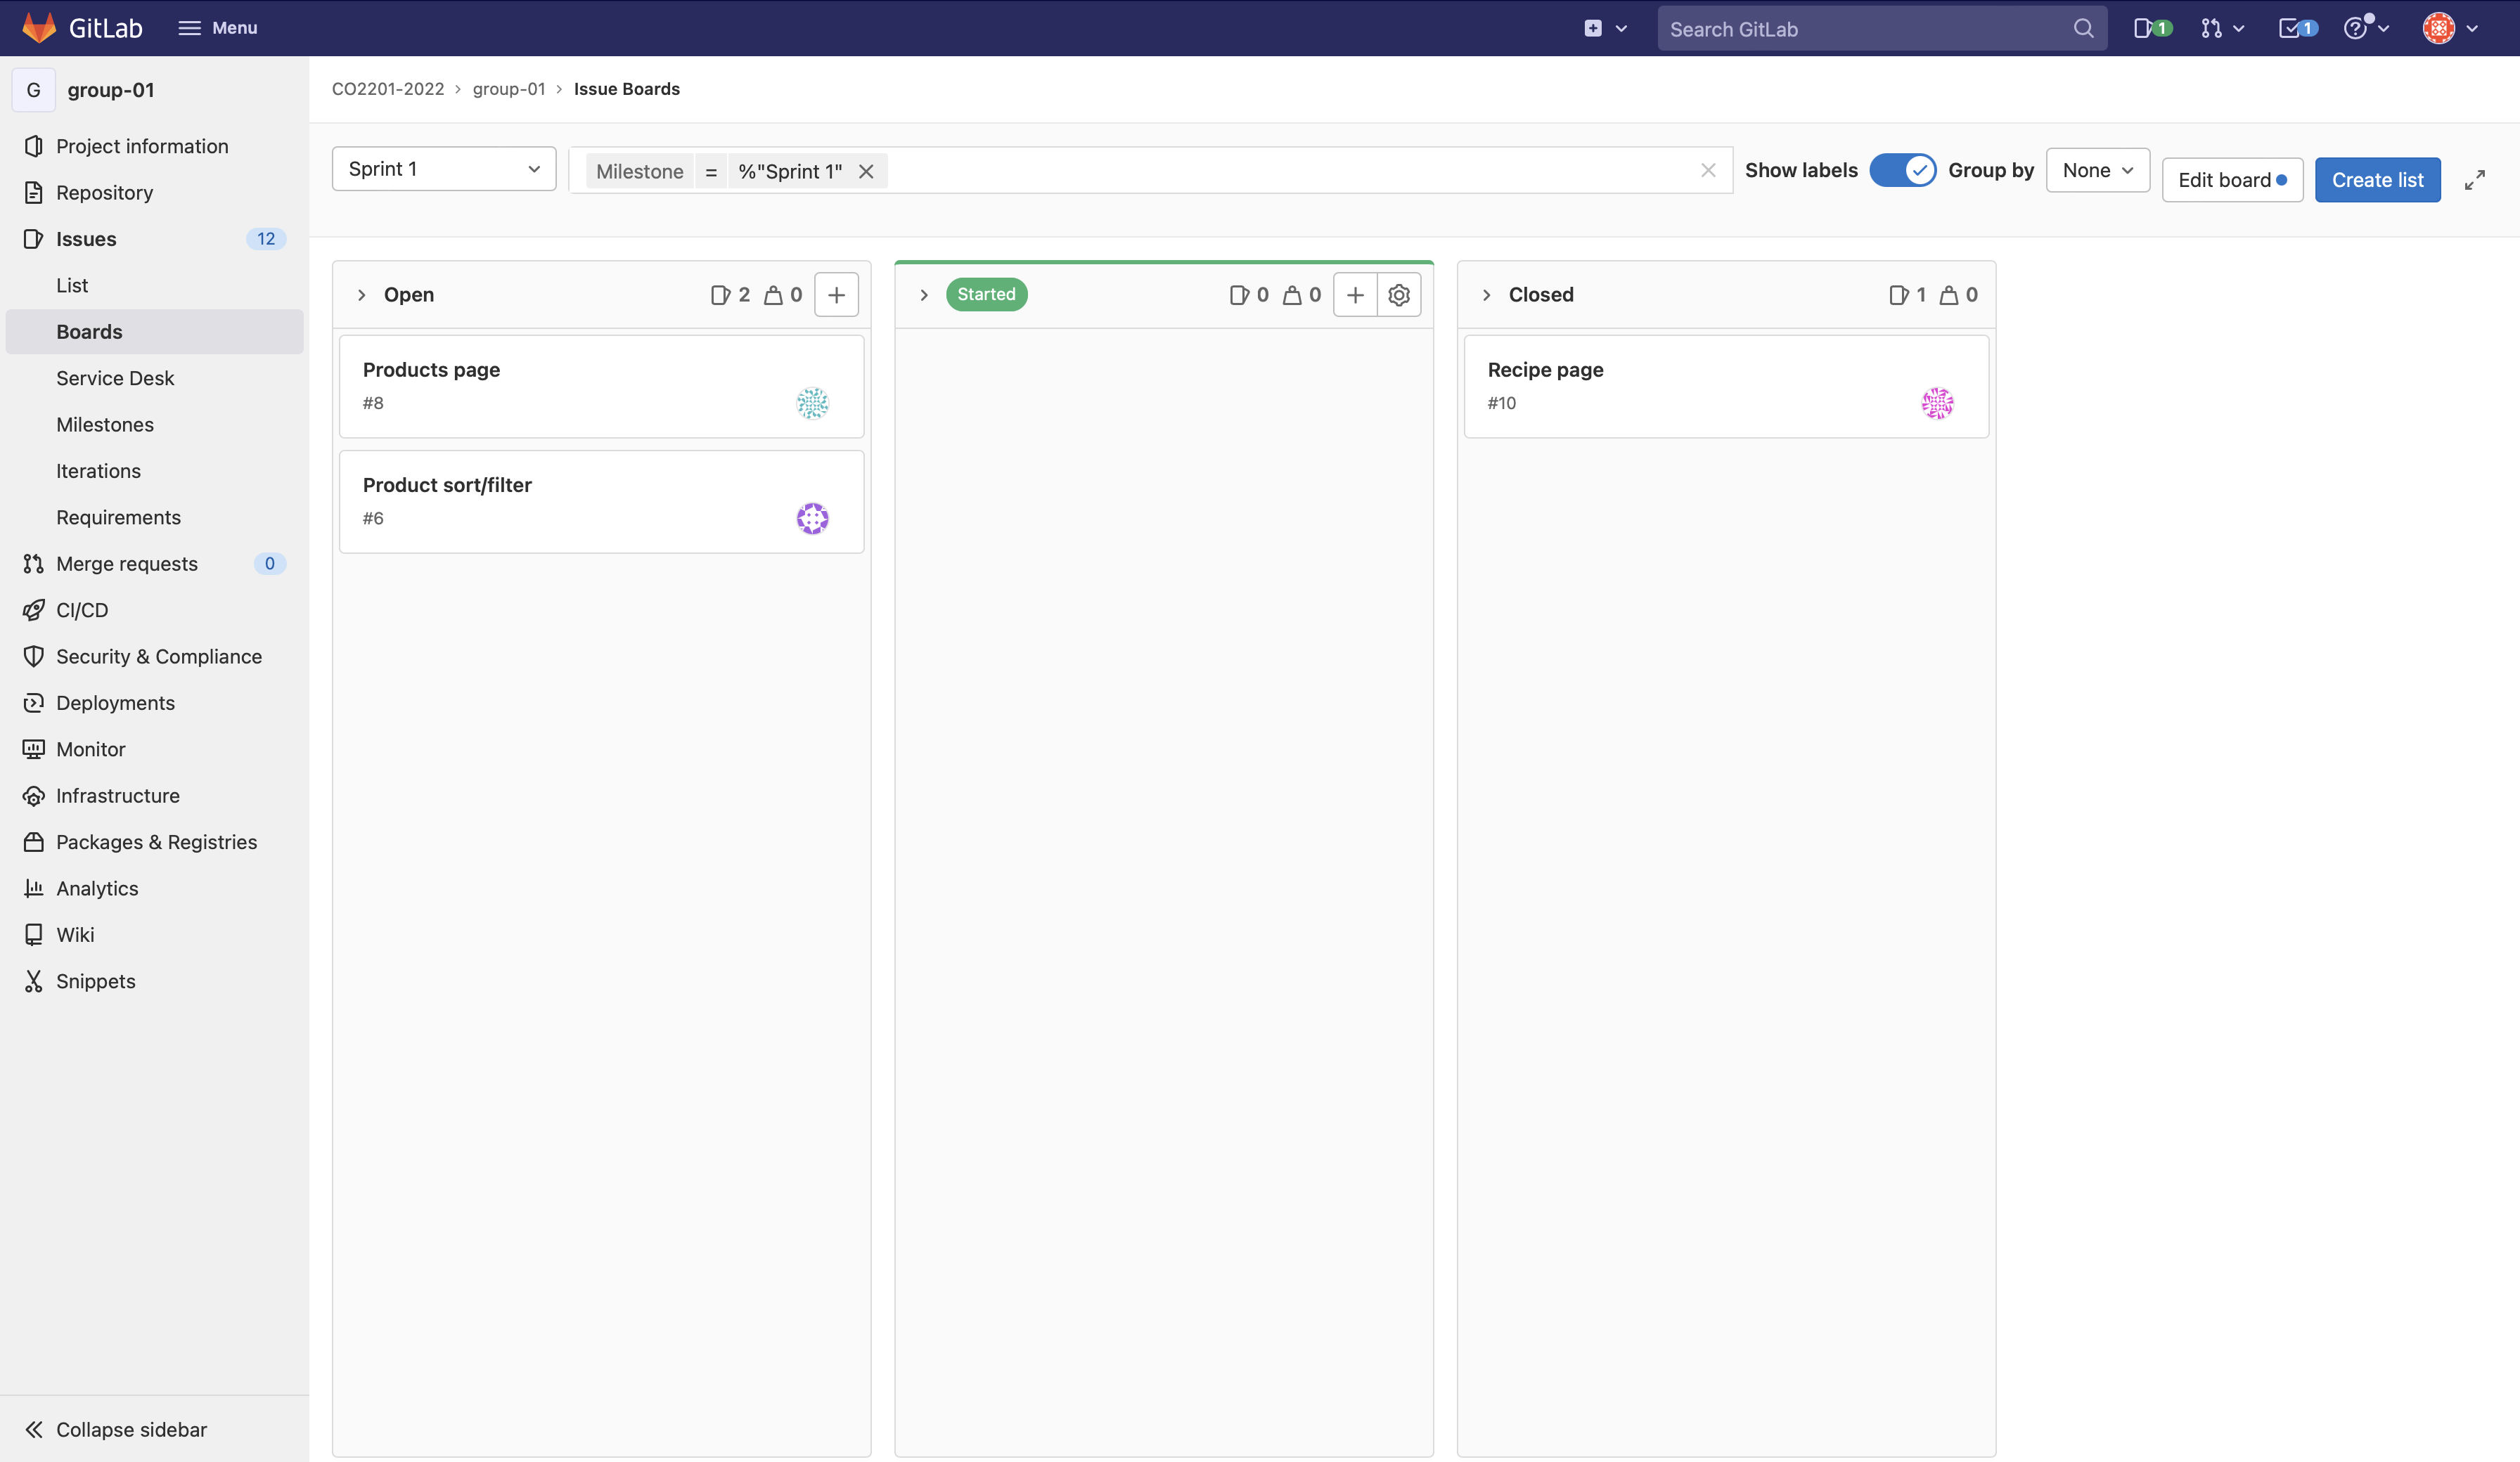 GitLab
Menu
Search GitLab
1
1
G
group-01
Project information
Repository
Issues
12
List
Boards
Service Desk
Milestones
Iterations
Requirements
Merge requests
0
CI/CD
Security & Compliance
Deployments
Monitor
Infrastructure
Packages & Registries
Analytics
Wiki
Snippets
Collapse sidebar
CO2201-2022 › group-01 › Issue Boards
Sprint 1
Milestone = %"Sprint 1"
Show labels
Group by
None
Edit board
Create list
Open
2
0
Products page
#8
Product sort/filter
#6
Started
0
0
Closed
1
0
Recipe page
#10